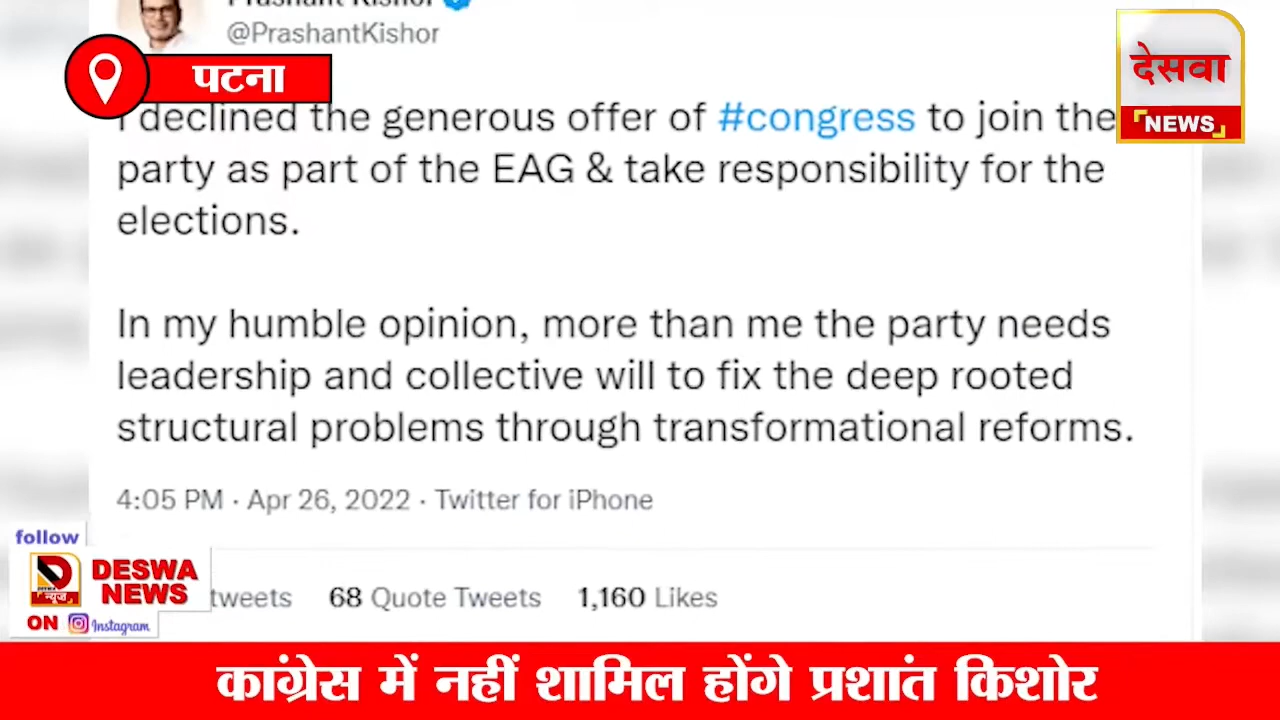 Prashant Kishor
@PrashantKishor
पटना
देसवा
NEWS
I declined the generous offer of #congress to join the
party as part of the EAG & take responsibility for the
elections.
In my humble opinion, more than me the party needs
leadership and collective will to fix the deep rooted
structural problems through transformational reforms.
4:05 PM · Apr 26, 2022 · Twitter for iPhone
tweets 68 Quote Tweets 1,160 Likes
follow
न्यूज
DESWA
NEWS
ON Instagram
कांग्रेस में नहीं शामिल होंगे प्रशांत किशोर